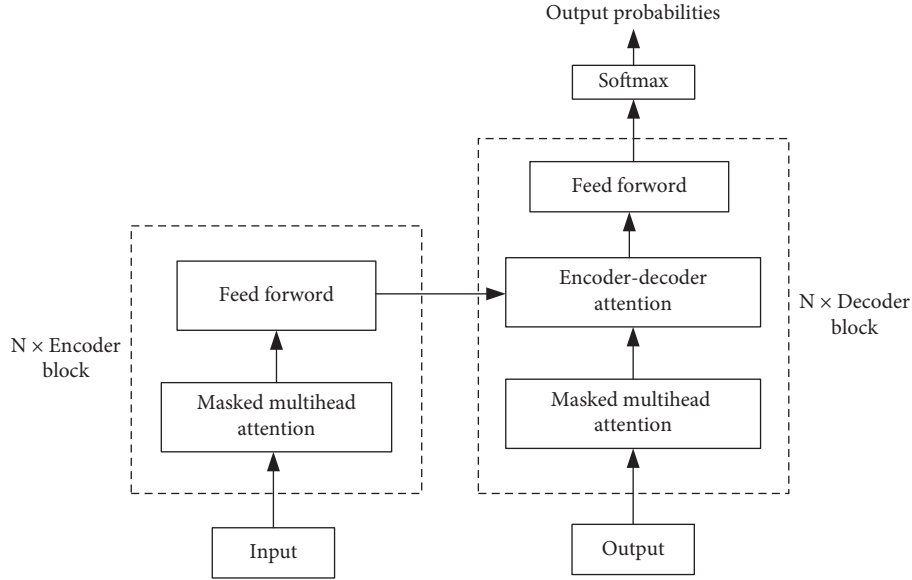 Output probabilities
Softmax
Feed forword
Encoder-decoder
attention
N × Decoder
block
Masked multihead
attention
Output
Feed forword
N × Encoder
block
Masked multihead
attention
Input